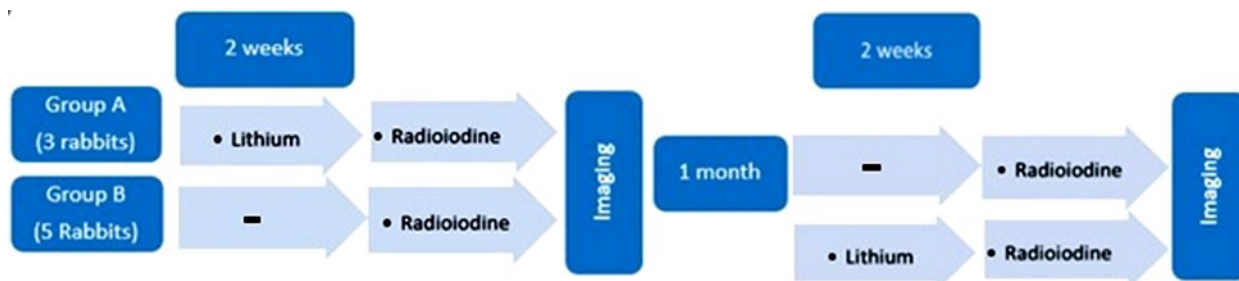 2 weeks
2 weeks
Group A
(3 rabbits)
• Lithium
• Radioiodine
Imaging
1 month
-
• Radioiodine
Imaging
Group B
(5 Rabbits)
-
• Radioiodine
• Lithium
• Radioiodine